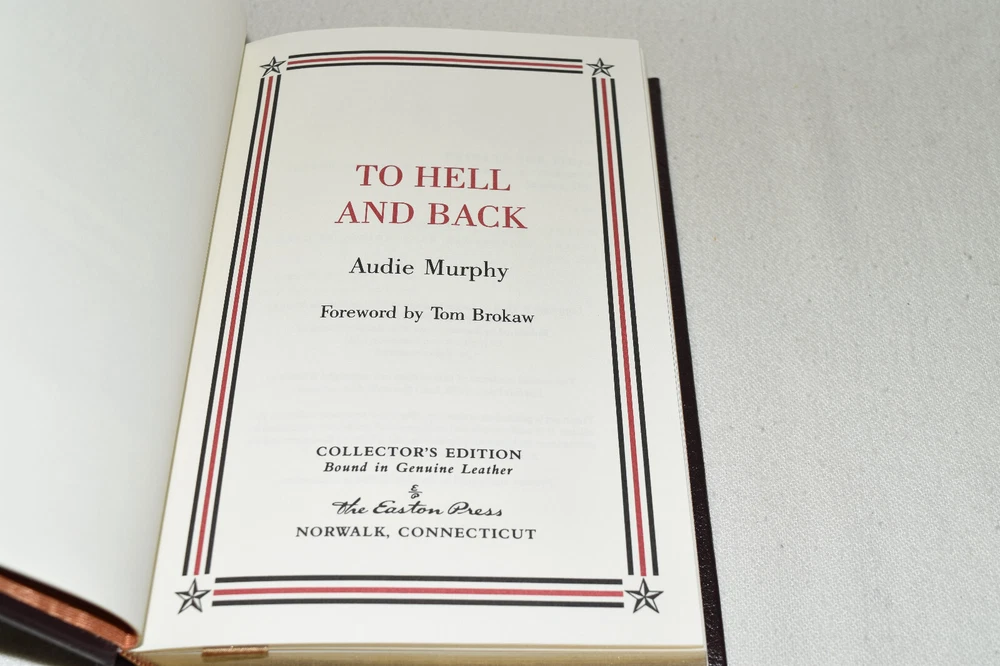 TO HELL
AND BACK
Audie Murphy
Foreword by Tom Brokaw
COLLECTOR'S EDITION
Bound in Genuine Leather
The Easton Press
NORWALK, CONNECTICUT